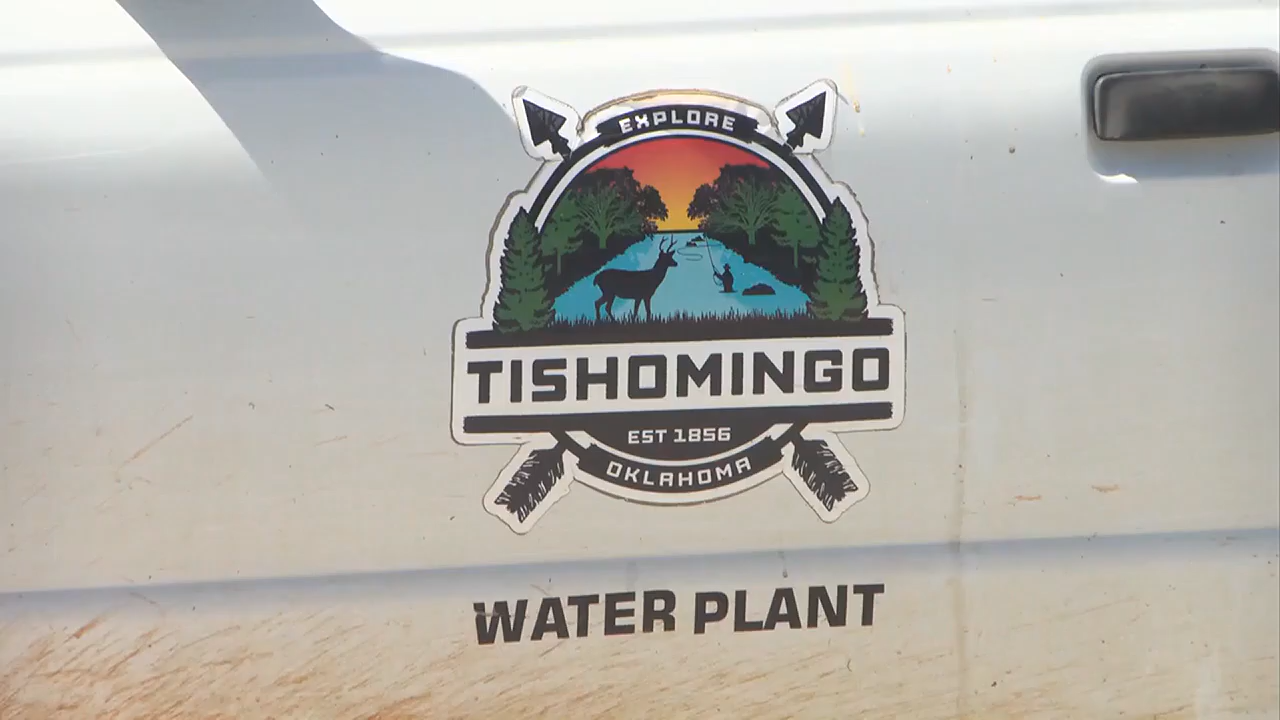 EXPLORE
TISHOMINGO
EST 1856
OKLAHOMA
WATER PLANT